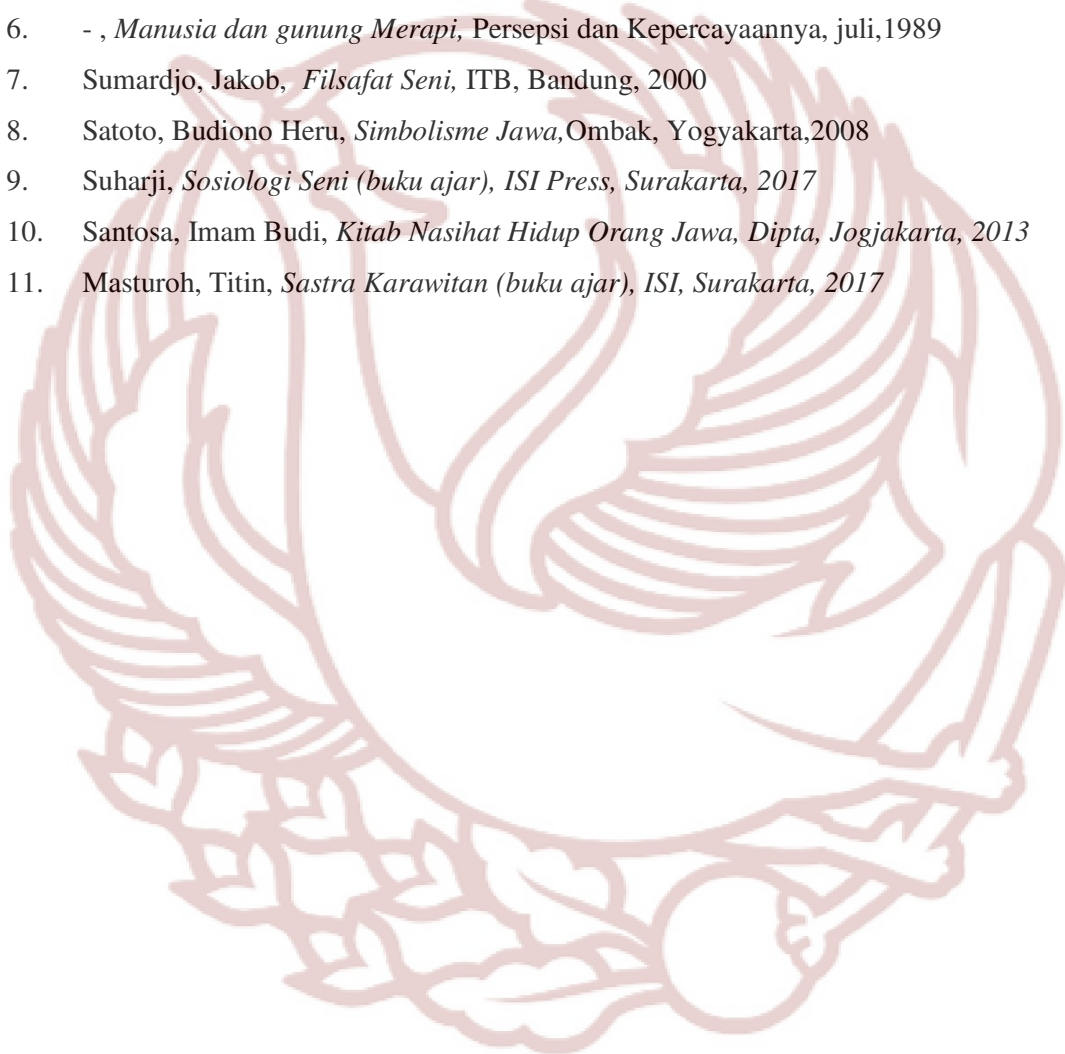 6. - , Manusia dan gunung Merapi, Persepsi dan Kepercayaannya, juli,1989
7. Sumardjo, Jakob, Filsafat Seni, ITB, Bandung, 2000
8. Satoto, Budiono Heru, Simbolisme Jawa,Ombak, Yogyakarta,2008
9. Suharji, Sosiologi Seni (buku ajar), ISI Press, Surakarta, 2017
10. Santosa, Imam Budi, Kitab Nasihat Hidup Orang Jawa, Dipta, Jogjakarta, 2013
11. Masturoh, Titin, Sastra Karawitan (buku ajar), ISI, Surakarta, 2017